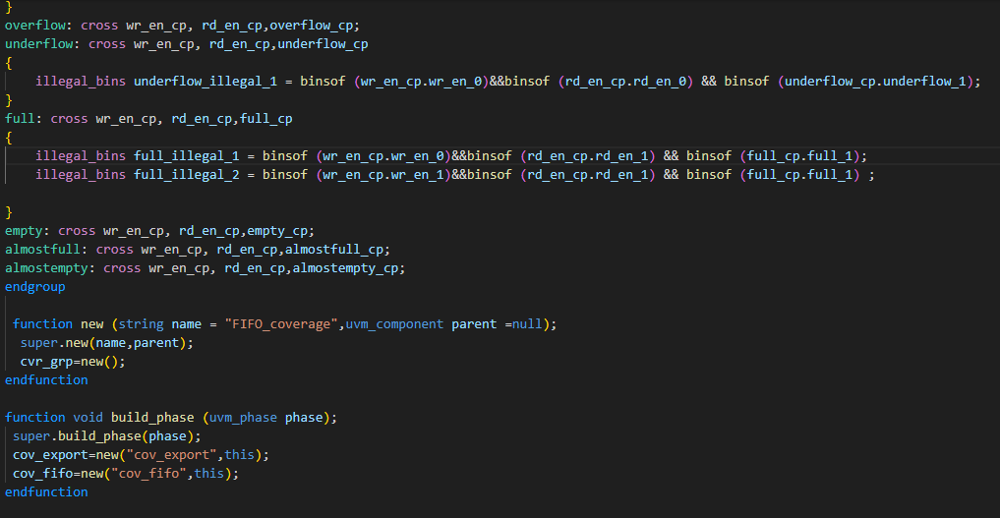 }
overflow: cross wr_en_cp, rd_en_cp,overflow_cp;
underflow: cross wr_en_cp, rd_en_cp,underflow_cp
{
    illegal_bins underflow_illegal_1 = binsof (wr_en_cp.wr_en_0)&&binsof (rd_en_cp.rd_en_0) && binsof (underflow_cp.underflow_1);
}
full: cross wr_en_cp, rd_en_cp,full_cp
{
    illegal_bins full_illegal_1 = binsof (wr_en_cp.wr_en_0)&&binsof (rd_en_cp.rd_en_1) && binsof (full_cp.full_1);
    illegal_bins full_illegal_2 = binsof (wr_en_cp.wr_en_1)&&binsof (rd_en_cp.rd_en_1) && binsof (full_cp.full_1) ;

}
empty: cross wr_en_cp, rd_en_cp,empty_cp;
almostfull: cross wr_en_cp, rd_en_cp,almostfull_cp;
almostempty: cross wr_en_cp, rd_en_cp,almostempty_cp;
endgroup

 function new (string name = "FIFO_coverage",uvm_component parent =null);
  super.new(name,parent);
  cvr_grp=new();
endfunction

function void build_phase (uvm_phase phase);
 super.build_phase(phase);
 cov_export=new("cov_export",this);
 cov_fifo=new("cov_fifo",this);
endfunction